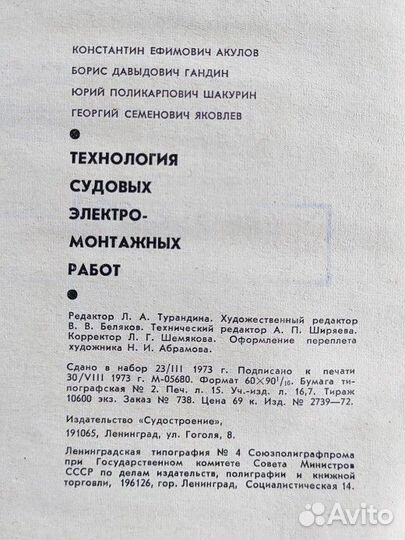 КОНСТАНТИН ЕФИМОВИЧ АКУЛОВ
БОРИС ДАВЫДОВИЧ ГАНДИН
ЮРИЙ ПОЛИКАРПОВИЧ ШАКУРИН
ГЕОРГИЙ СЕМЕНОВИЧ ЯКОВЛЕВ
ТЕХНОЛОГИЯ
СУДОВЫХ
ЭЛЕКТРО-
МОНТАЖНЫХ
РАБОТ
Редактор Л. А. Турандина. Художественный редактор
В. В. Беляков. Технический редактор А. П. Ширяева.
Корректор Л. Г. Шемякова. Оформление переплета
художника Н. И. Абрамова.
Сдано в набор 23/III 1973 г. Подписано к печати
30/VIII 1973 г. М-05680. Формат 60×901/16. Бумага ти-
пографская № 2. Печ. л. 15. Уч.-изд. л. 16,7. Тираж
10600 экз. Заказ № 738. Цена 69 к. Изд. № 2739—72.
Издательство «Судостроение»,
191065, Ленинград, ул. Гоголя, 8.
Ленинградская типография № 4 Союзполиграфпрома
при Государственном комитете Совета Министров
СССР по делам издательств, полиграфии и книжной
торговли, 196126, гор. Ленинград, Социалистическая 14.
Avito